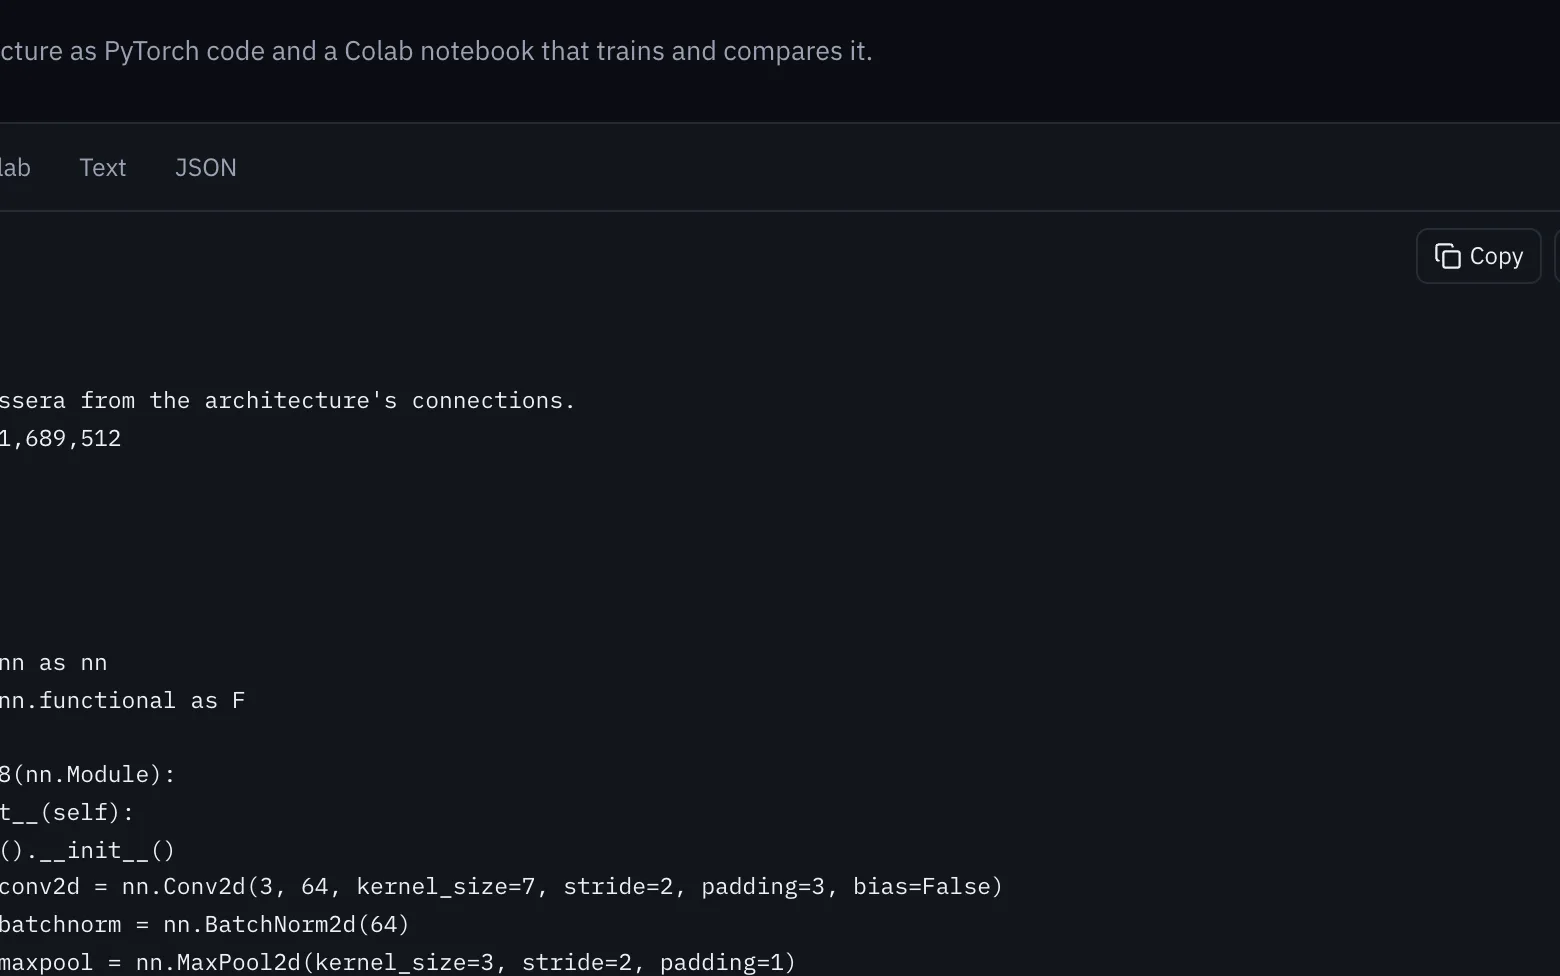 cture as PyTorch code and a Colab notebook that trains and compares it.
lab Text JSON
Copy
ssera from the architecture's connections.
1,689,512
nn as nn
nn.functional as F
8(nn.Module):
t__(self):
().__init__()
conv2d = nn.Conv2d(3, 64, kernel_size=7, stride=2, padding=3, bias=False)
batchnorm = nn.BatchNorm2d(64)
maxpool = nn.MaxPool2d(kernel_size=3, stride=2, padding=1)